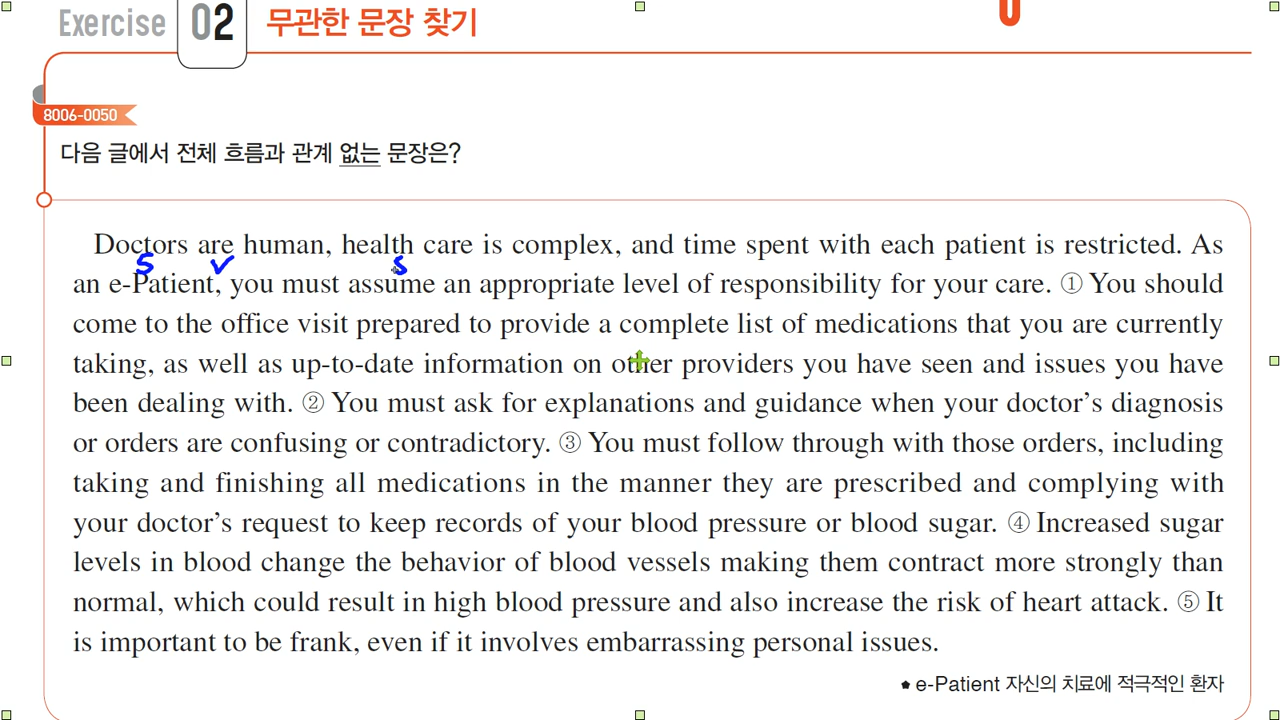 Exercise 02 무관한 문장 찾기
8006-0050
다음 글에서 전체 흐름과 관계 없는 문장은?
Doctors are human, health care is complex, and time spent with each patient is restricted. As
S V S
an e-Patient, you must assume an appropriate level of responsibility for your care. ① You should
come to the office visit prepared to provide a complete list of medications that you are currently
taking, as well as up-to-date information on other providers you have seen and issues you have
been dealing with. ② You must ask for explanations and guidance when your doctor's diagnosis
or orders are confusing or contradictory. ③ You must follow through with those orders, including
taking and finishing all medications in the manner they are prescribed and complying with
your doctor's request to keep records of your blood pressure or blood sugar. ④ Increased sugar
levels in blood change the behavior of blood vessels making them contract more strongly than
normal, which could result in high blood pressure and also increase the risk of heart attack. ⑤ It
is important to be frank, even if it involves embarrassing personal issues.
e-Patient 자신의 치료에 적극적인 환자